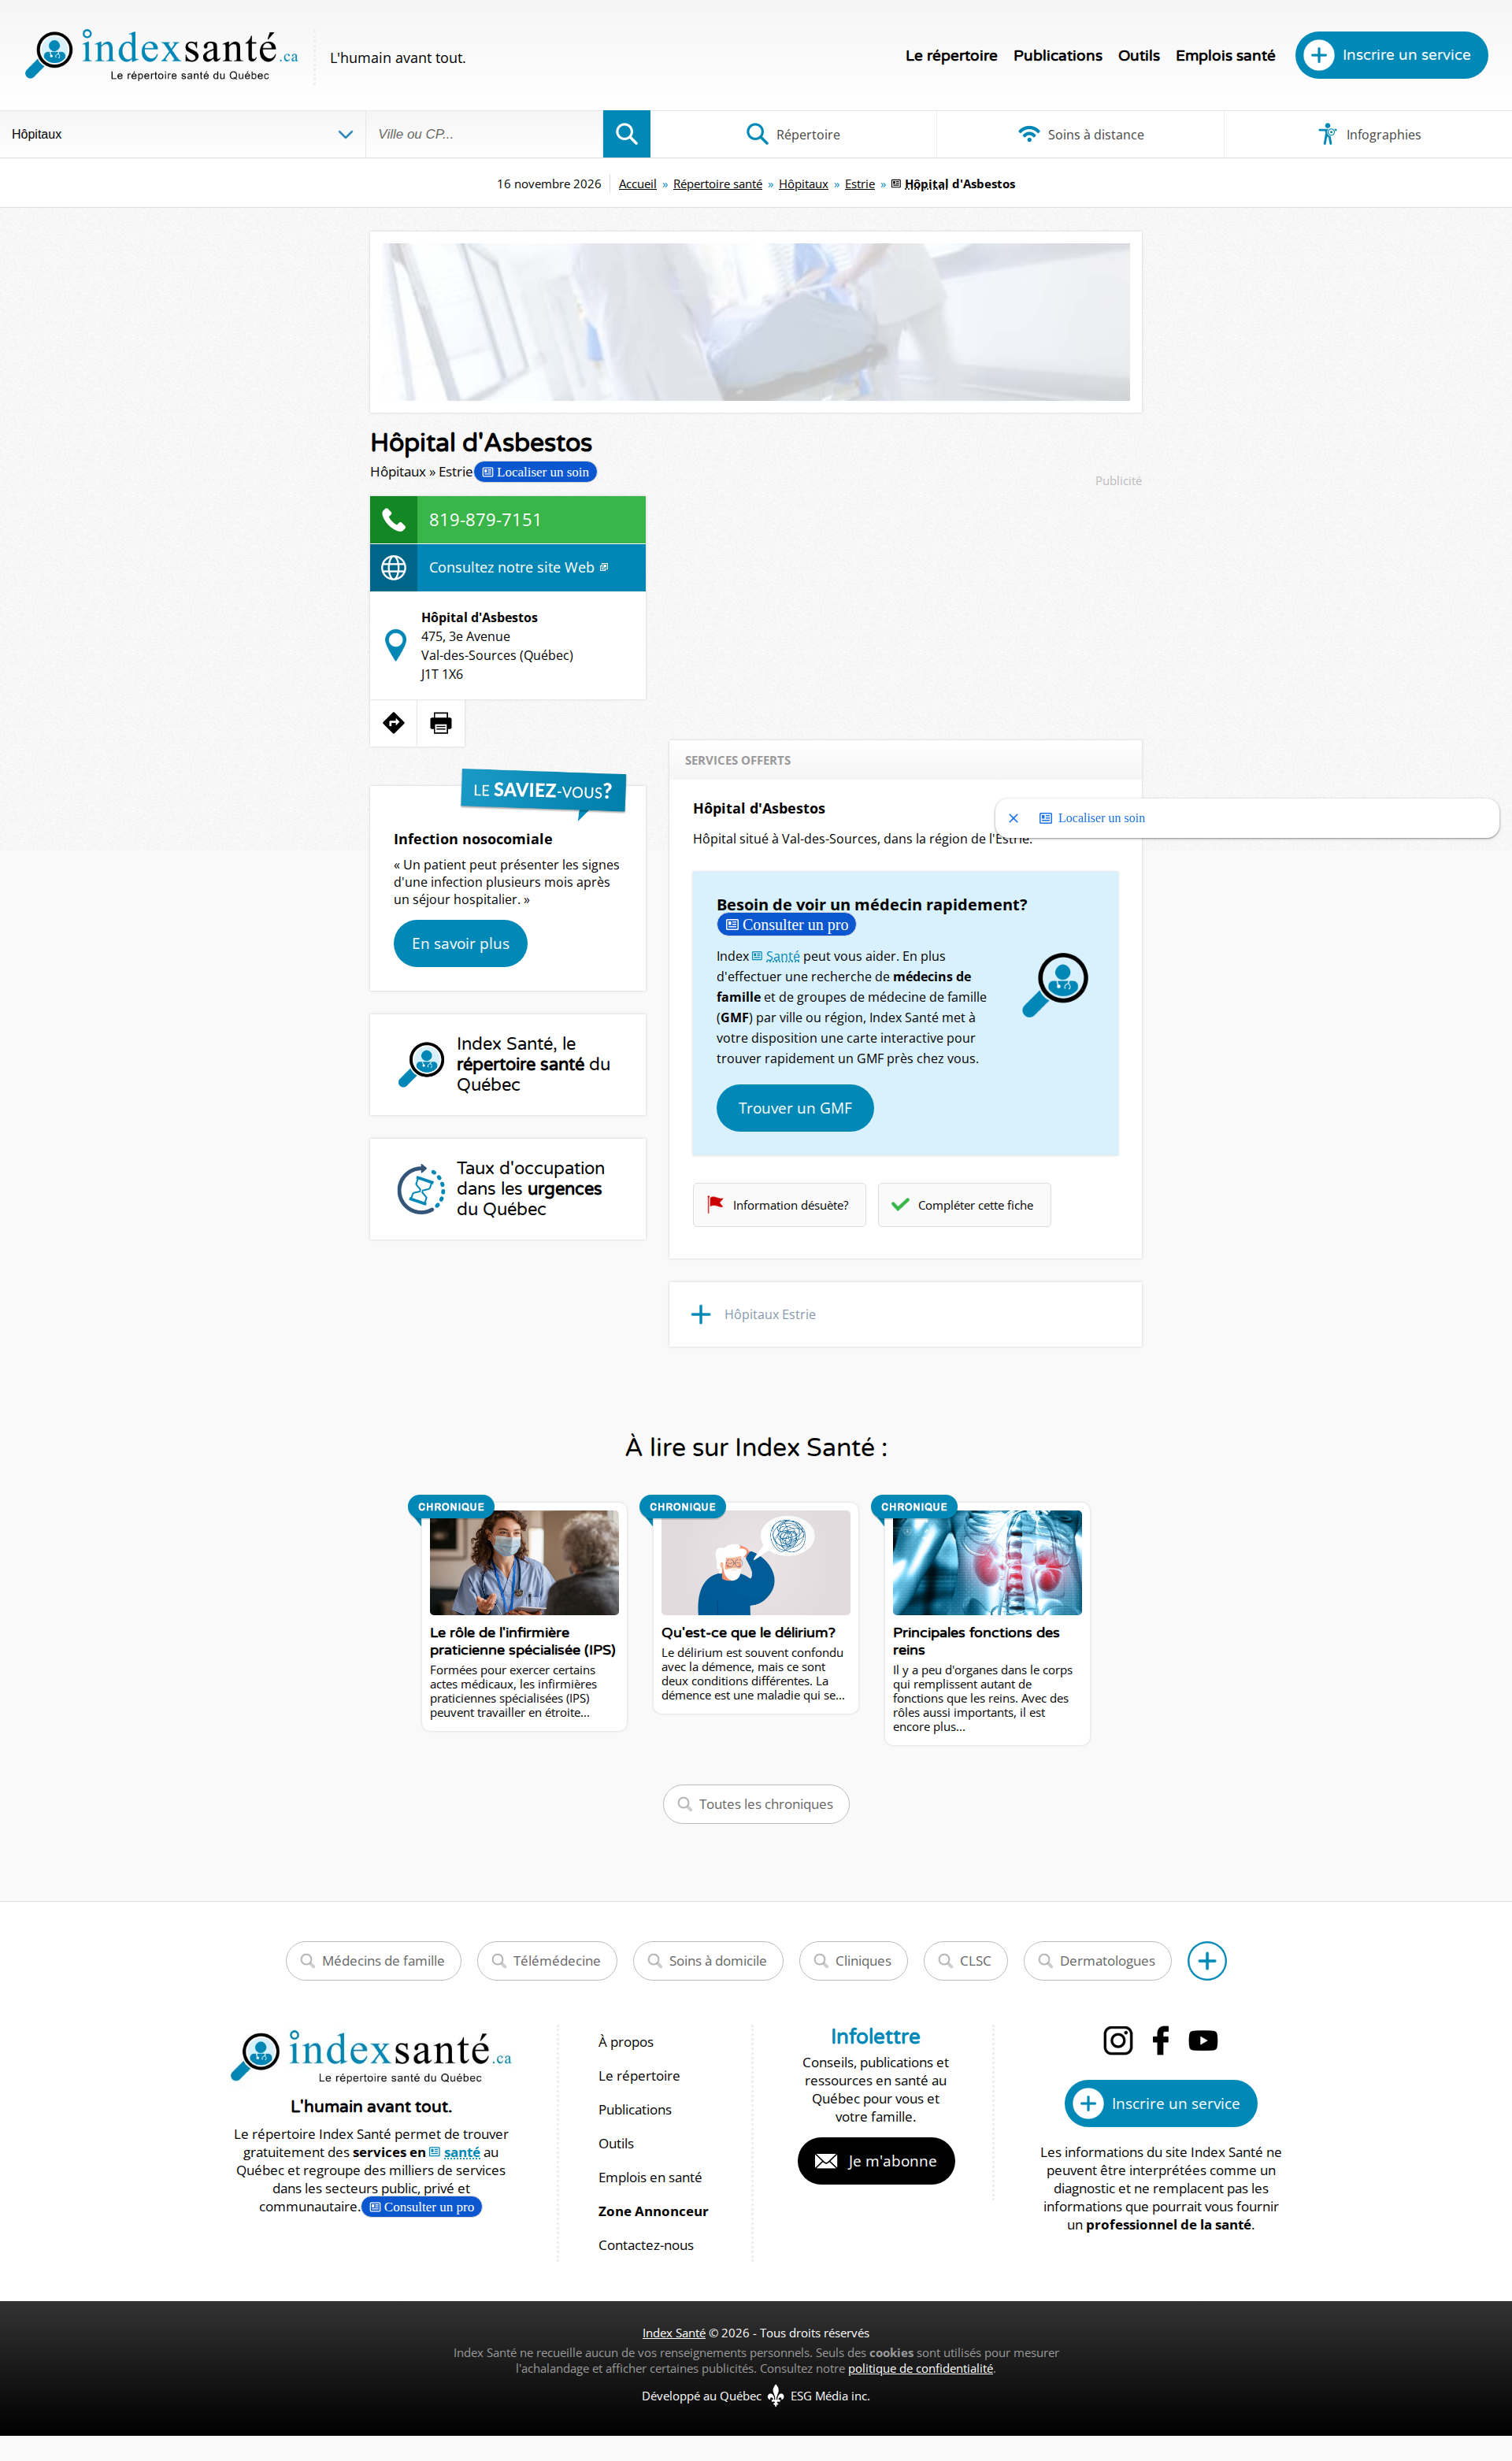 indexsanté.ca
Le répertoire santé du Québec
L'humain avant tout.
Le répertoire
Publications
Outils
Emplois santé
Inscrire un service
Hôpitaux
Ville ou CP...
Répertoire
Soins à distance
Infographies
16 novembre 2026
Accueil » Répertoire santé » Hôpitaux » Estrie » Hôpital d'Asbestos
Hôpital d'Asbestos
Hôpitaux » Estrie Localiser un soin
Publicité
819-879-7151
Consultez notre site Web
Hôpital d'Asbestos
475, 3e Avenue
Val-des-Sources (Québec)
J1T 1X6
LE SAVIEZ-VOUS?
Infection nosocomiale
« Un patient peut présenter les signes
d'une infection plusieurs mois après
un séjour hospitalier. »
En savoir plus
Index Santé, le
répertoire santé du
Québec
Taux d'occupation
dans les urgences
du Québec
SERVICES OFFERTS
Hôpital d'Asbestos
Hôpital situé à Val-des-Sources, dans la région de l'Estrie.
Localiser un soin
Besoin de voir un médecin rapidement?
Consulter un pro
Index Santé peut vous aider. En plus
d'effectuer une recherche de médecins de
famille et de groupes de médecine de famille
(GMF) par ville ou région, Index Santé met à
votre disposition une carte interactive pour
trouver rapidement un GMF près chez vous.
Trouver un GMF
Information désuète?
Compléter cette fiche
Hôpitaux Estrie
À lire sur Index Santé :
CHRONIQUE
Le rôle de l'infirmière
praticienne spécialisée (IPS)
Formées pour exercer certains
actes médicaux, les infirmières
praticiennes spécialisées (IPS)
peuvent travailler en étroite...
CHRONIQUE
Qu'est-ce que le délirium?
Le délirium est souvent confondu
avec la démence, mais ce sont
deux conditions différentes. La
démence est une maladie qui se...
CHRONIQUE
Principales fonctions des
reins
Il y a peu d'organes dans le corps
qui remplissent autant de
fonctions que les reins. Avec des
rôles aussi importants, il est
encore plus...
Toutes les chroniques
Médecins de famille
Télémédecine
Soins à domicile
Cliniques
CLSC
Dermatologues
indexsanté.ca
Le répertoire santé du Québec
L'humain avant tout.
Le répertoire Index Santé permet de trouver
gratuitement des services en santé au
Québec et regroupe des milliers de services
dans les secteurs public, privé et
communautaire. Consulter un pro
À propos
Le répertoire
Publications
Outils
Emplois en santé
Zone Annonceur
Contactez-nous
Infolettre
Conseils, publications et
ressources en santé au
Québec pour vous et
votre famille.
Je m'abonne
Inscrire un service
Les informations du site Index Santé ne
peuvent être interprétées comme un
diagnostic et ne remplacent pas les
informations que pourrait vous fournir
un professionnel de la santé.
Index Santé © 2026 - Tous droits réservés
Index Santé ne recueille aucun de vos renseignements personnels. Seuls des cookies sont utilisés pour mesurer
l'achalandage et afficher certaines publicités. Consultez notre politique de confidentialité.
Développé au Québec ESG Média inc.